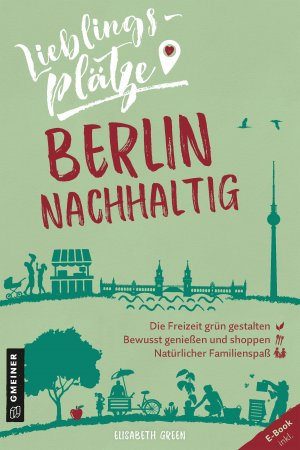 Lieblings-
plätze
BERLIN
NACHHALTIG
Die Freizeit grün gestalten
Bewusst genießen und shoppen
Natürlicher Familienspaß
E-Book
inkl.
GMEINER
ELISABETH GREEN